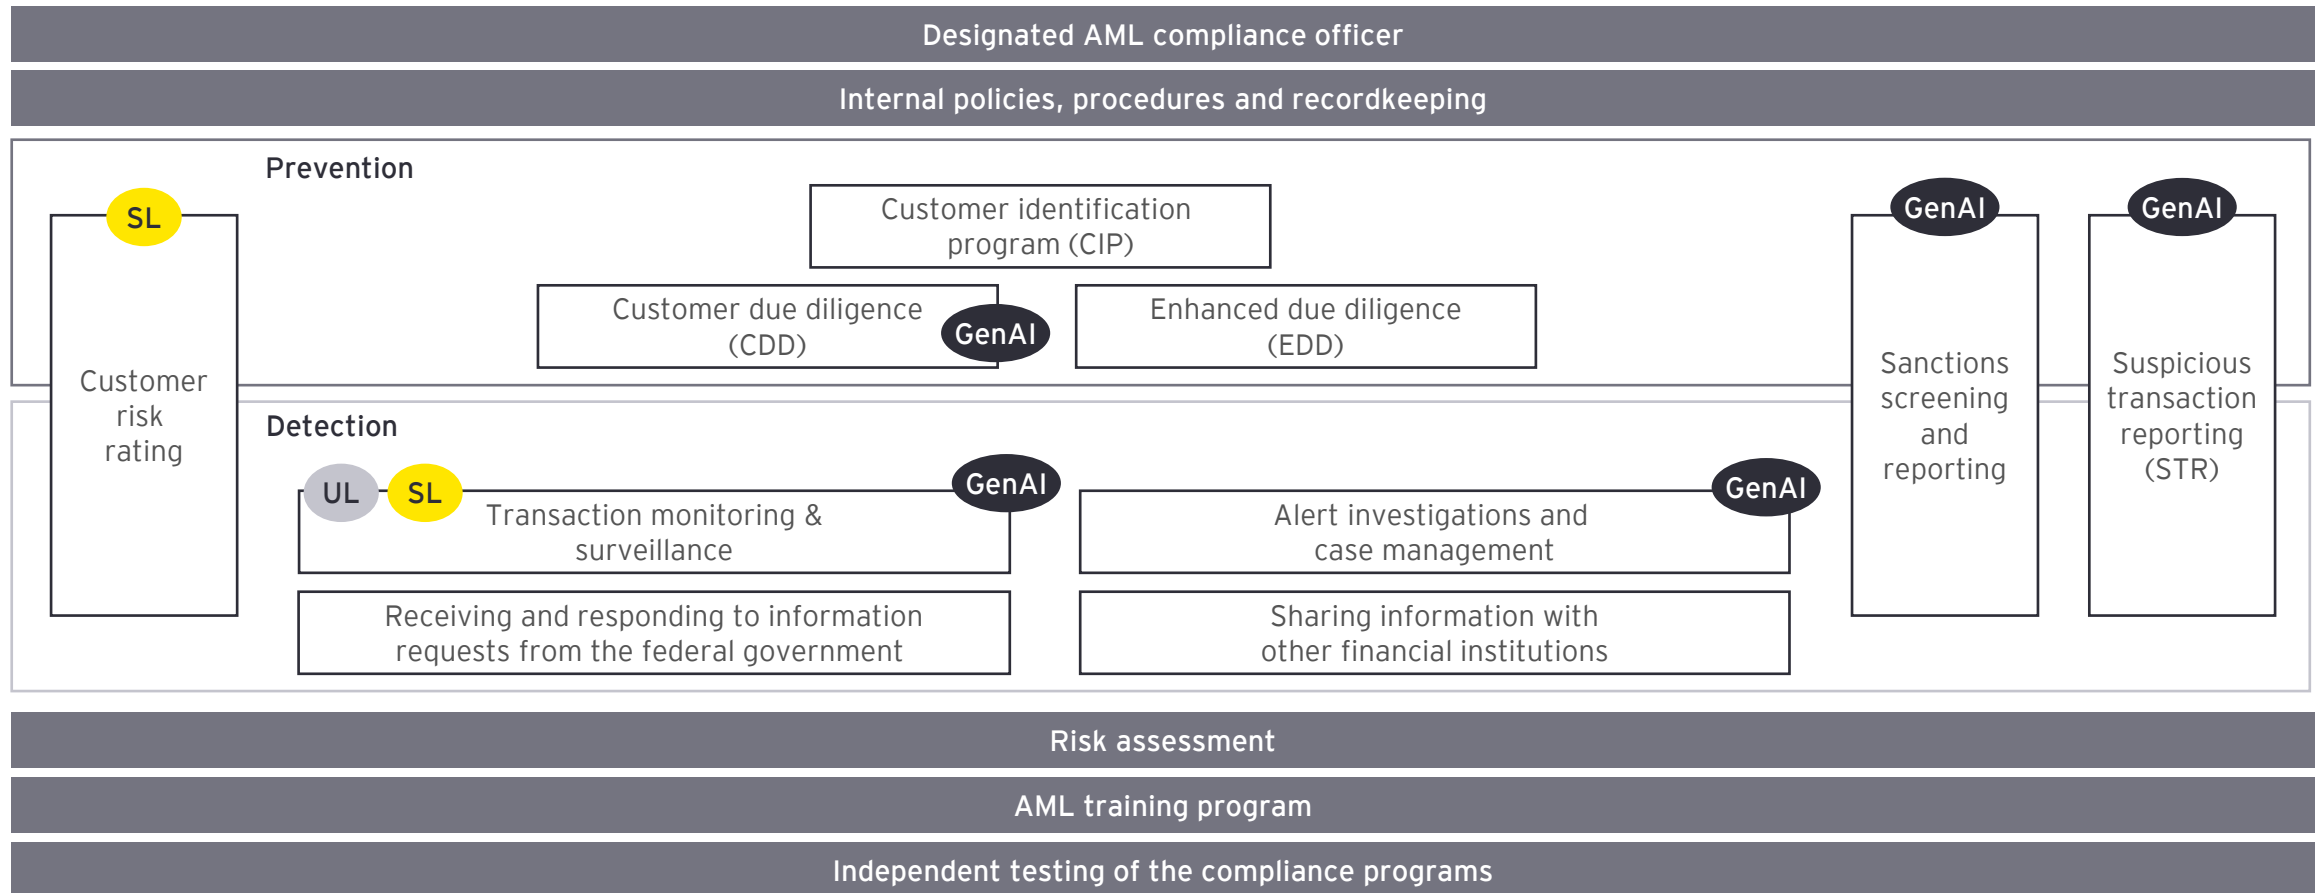 Designated AML compliance officer
Internal policies, procedures and recordkeeping
Prevention
SL
Customer
risk
rating
Customer identification
program (CIP)
Customer due diligence
(CDD)
GenAI
Enhanced due diligence
(EDD)
GenAI
Sanctions
screening
and
reporting
GenAI
Suspicious
transaction
reporting
(STR)
Detection
UL
SL
GenAI
Transaction monitoring &
surveillance
GenAI
Alert investigations and
case management
Receiving and responding to information
requests from the federal government
Sharing information with
other financial institutions
Risk assessment
AML training program
Independent testing of the compliance programs